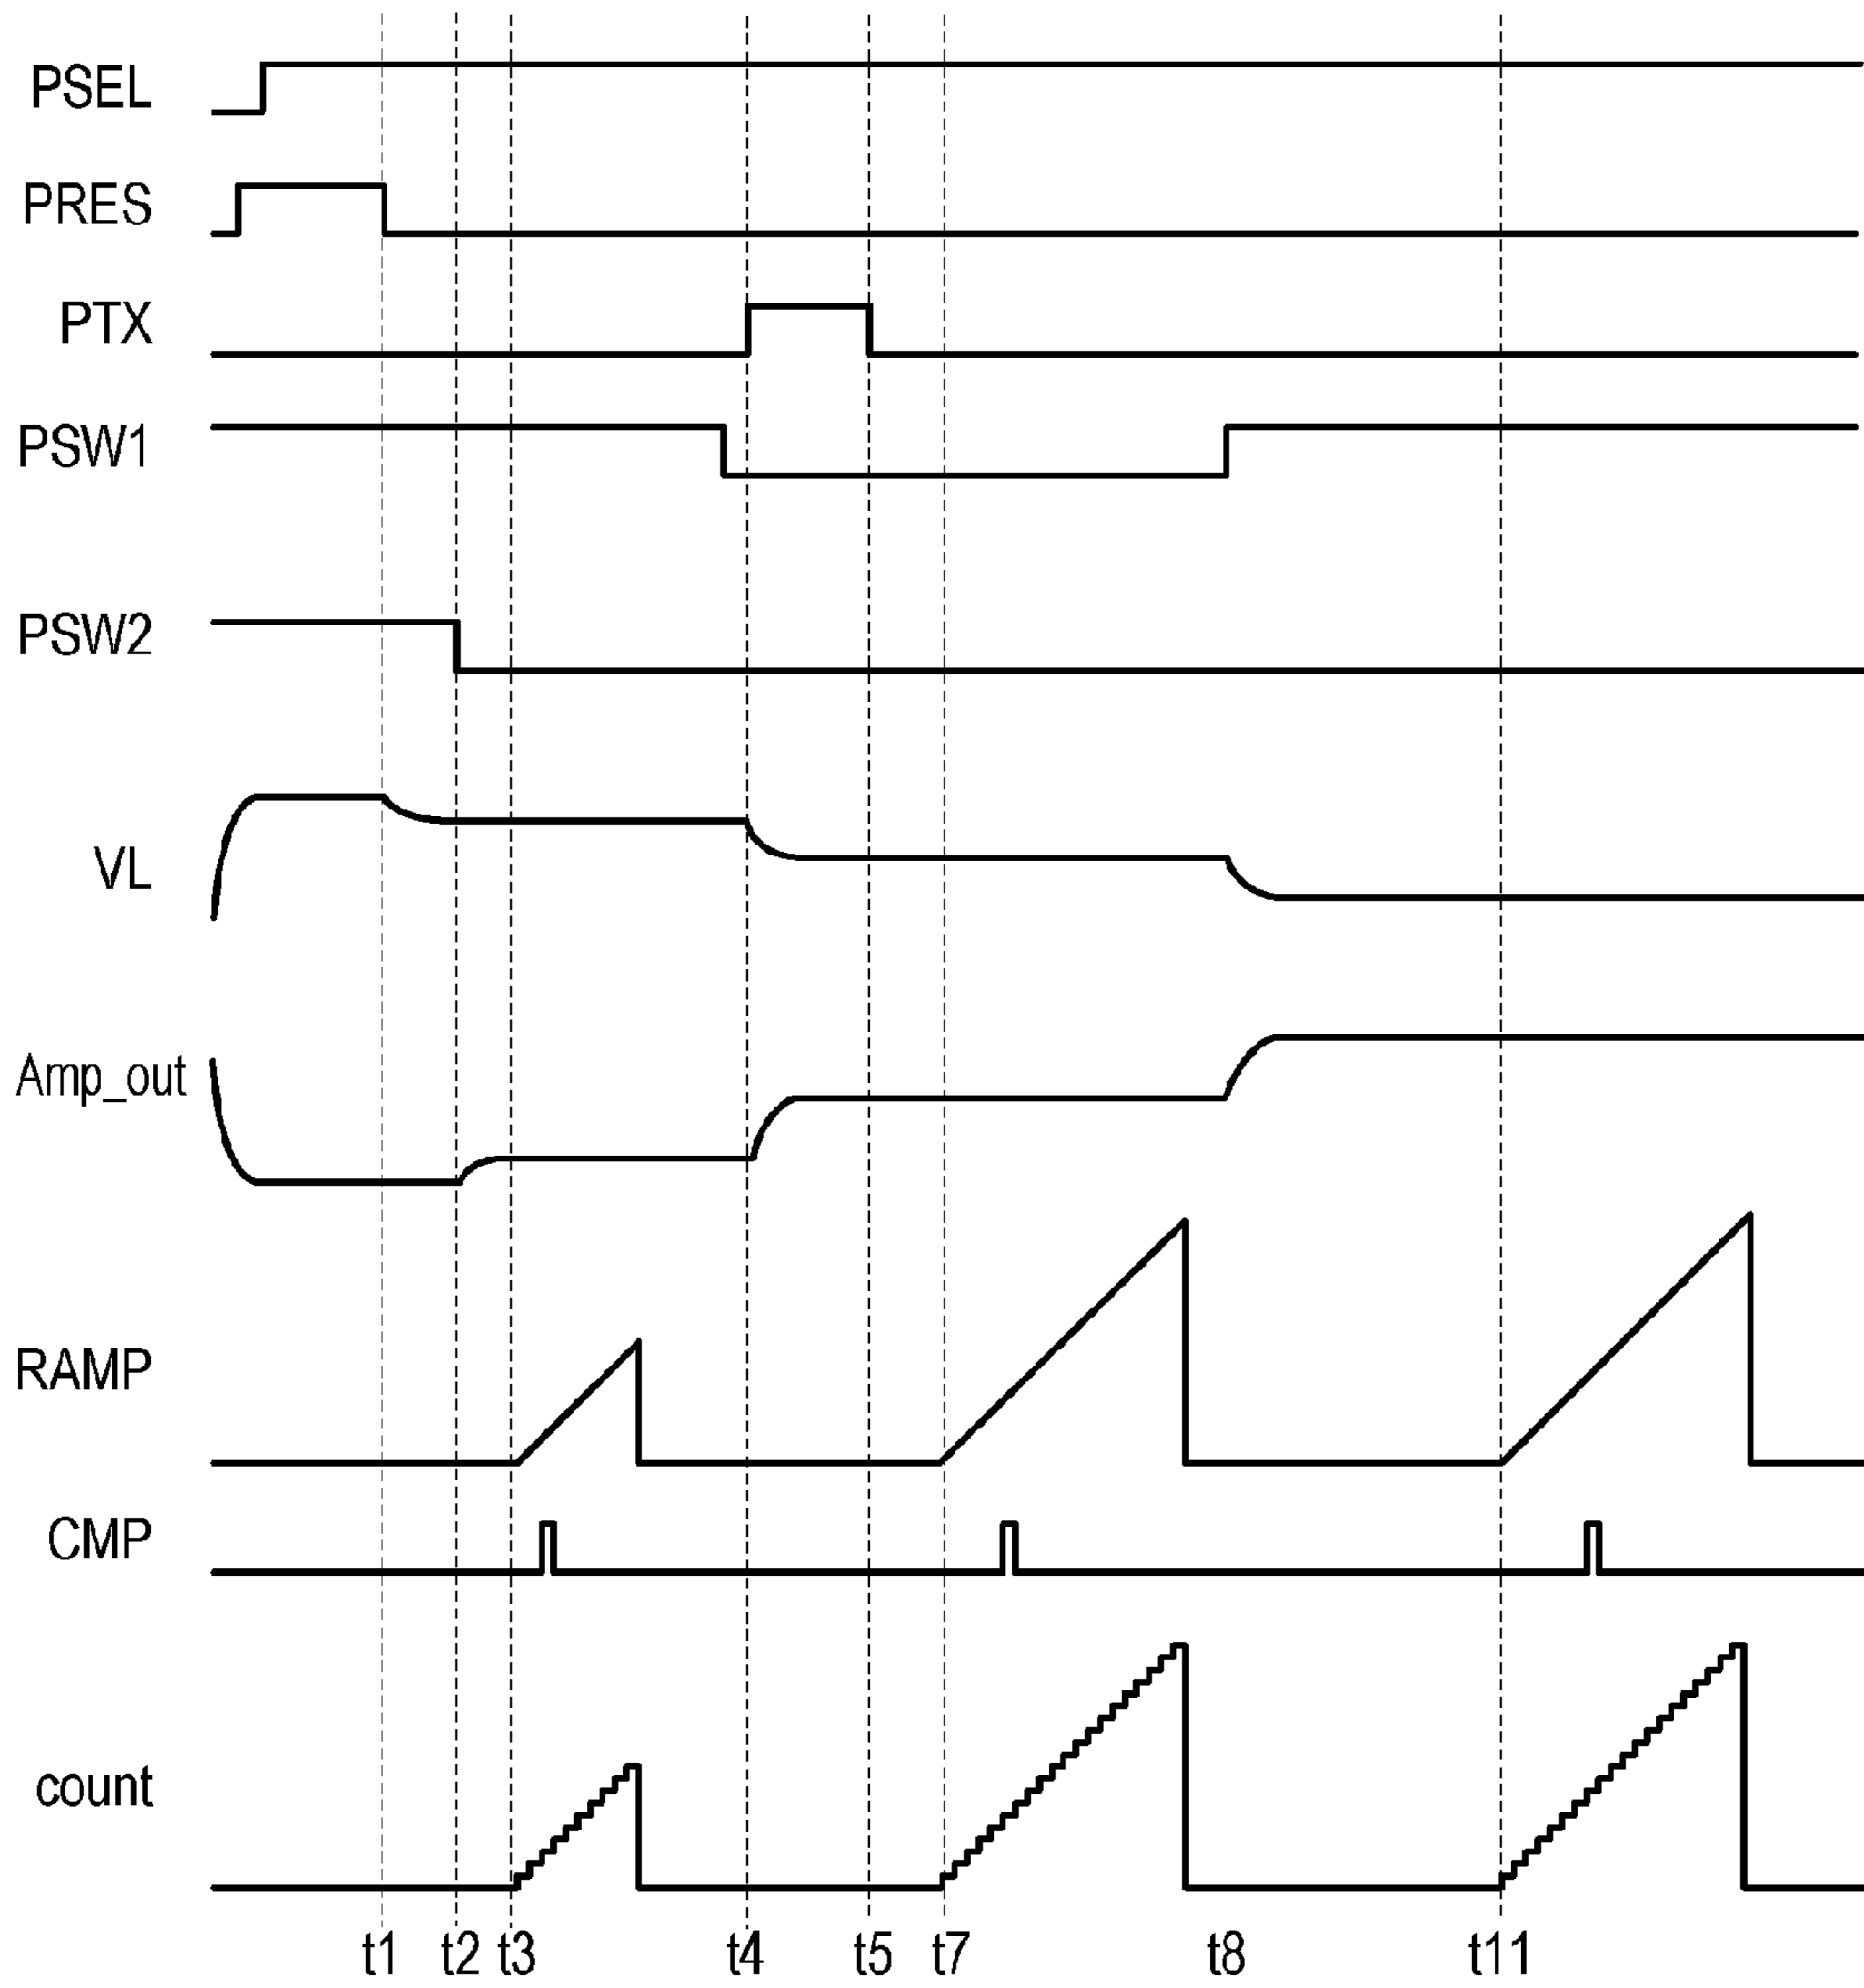 PSEL
PRES
PTX
PSW1
PSW2
VL
Amp_out
RAMP
CMP
count
t1 t2 t3 t4 t5 t7 t8 t11